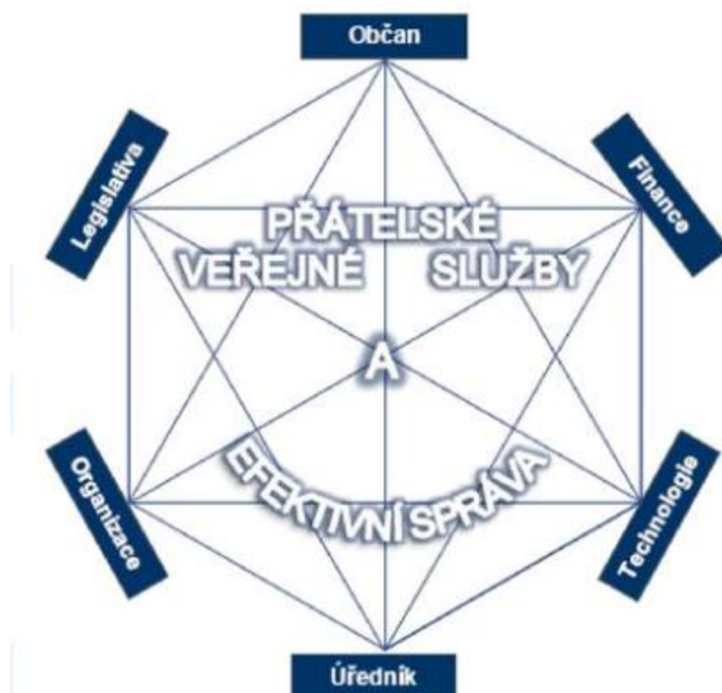 Občan
Legislativa
Finance
PŘÁTELSKÉ
VEŘEJNÉ SLUŽBY
A
EFEKTIVNÍ SPRÁVA
Organizace
Technologie
Úředník